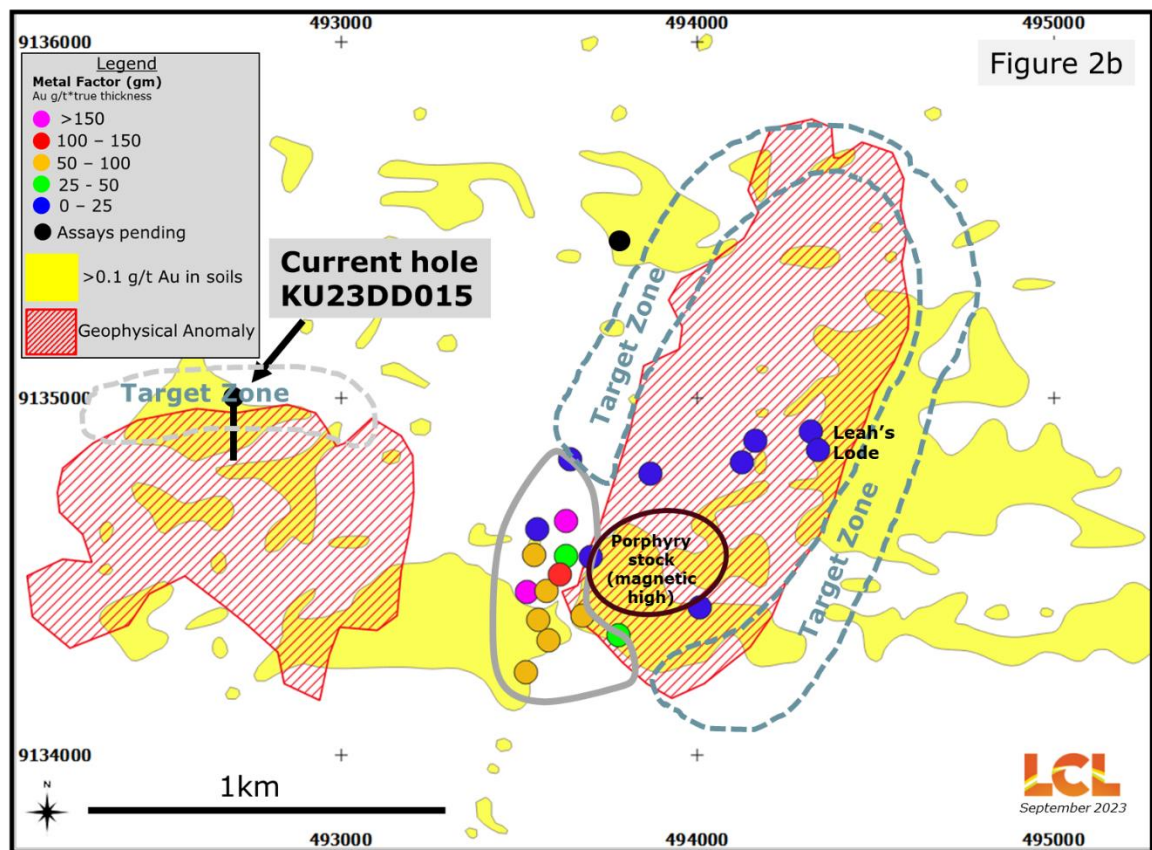 493000
494000
495000
9136000
Figure 2b
Legend
Metal Factor (gm)
Au g/t*true thickness
>150
100 – 150
50 – 100
25 - 50
0 – 25
Assays pending
>0.1 g/t Au in soils
Geophysical Anomaly
Current hole
KU23DD015
Target Zone
9135000
Target Zone
Leah's
Lode
Porphyry
stock
(magnetic
high)
Target Zone
9134000
N
1km
LCL
September 2023
493000
494000
495000